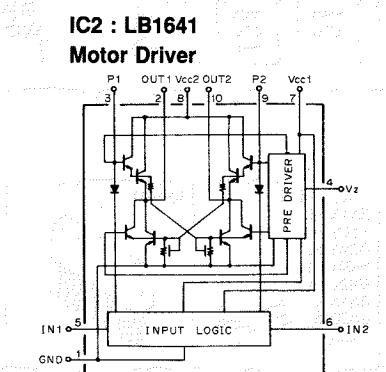 IC2 : LB1641
Motor Driver
P1 OUT1 Vcc2 OUT2 P2 Vcc1
3 2 8 10 9 7
PRE DRIVER
4 Vz
IN1 5 INPUT LOGIC 6 IN2
GND 1